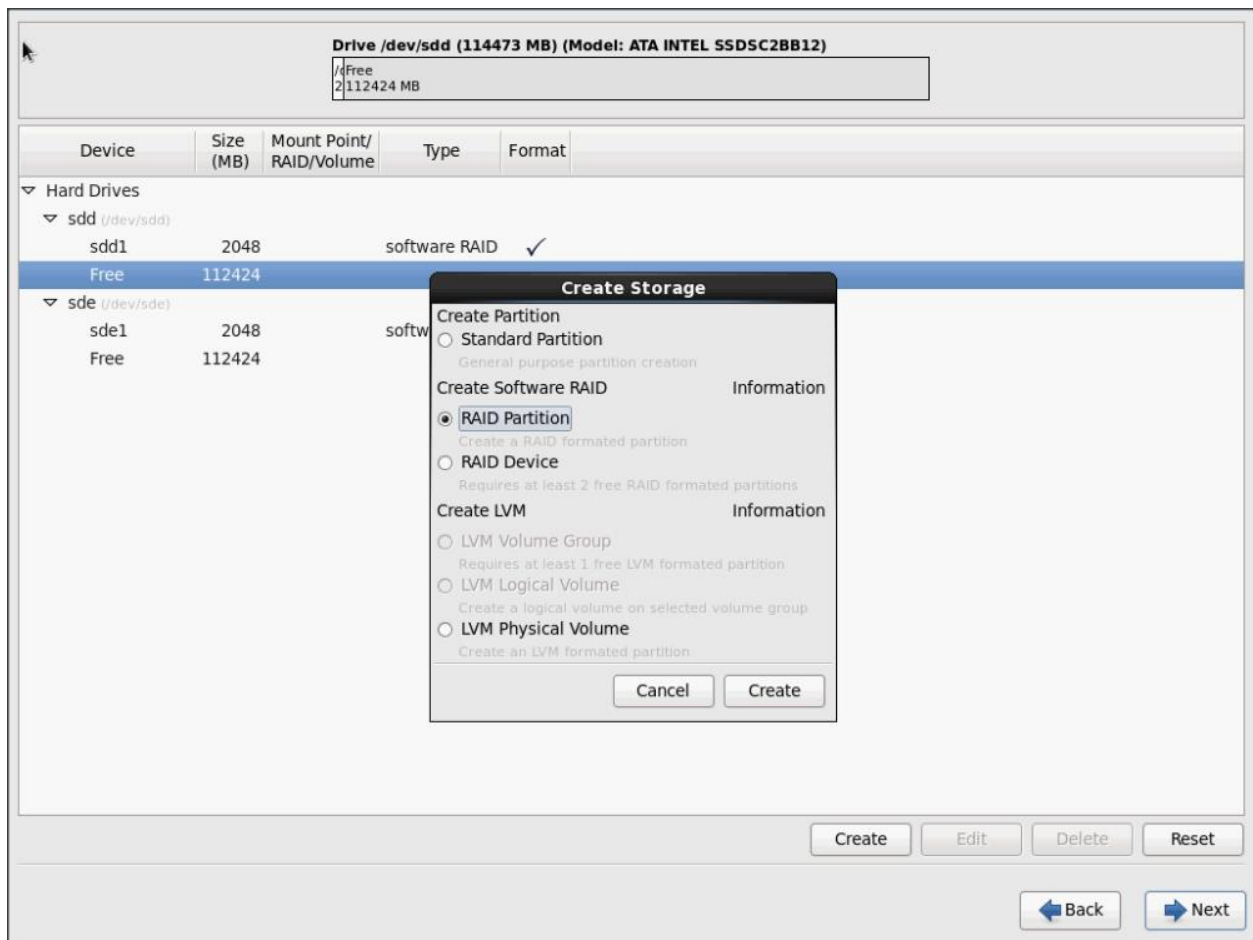 Drive /dev/sdd (114473 MB) (Model: ATA INTEL SSDSC2BB12)
Free
2 112424 MB
Device Size (MB) Mount Point/ RAID/Volume Type Format
Hard Drives
sdd (/dev/sdd)
sdd1 2048 software RAID ✓
Free 112424
Create Storage
sde (/dev/sde)
sde1 2048 softw
Free 112424
Create Partition
Standard Partition
General purpose partition creation
Create Software RAID Information
RAID Partition
Create a RAID formated partition
RAID Device
Requires at least 2 free RAID formated partitions
Create LVM Information
LVM Volume Group
Requires at least 1 free LVM formated partition
LVM Logical Volume
Create a logical volume on selected volume group
LVM Physical Volume
Create an LVM formated partition
Cancel Create
Create Edit Delete Reset
Back Next